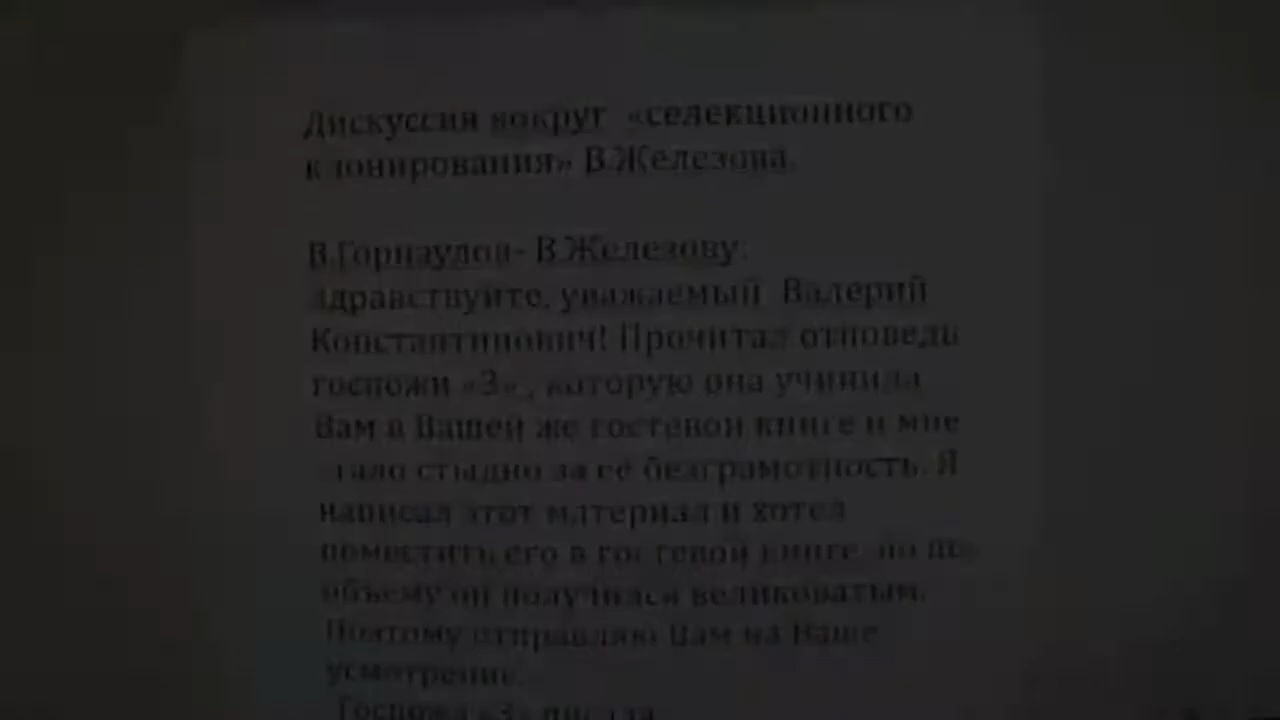 Дискуссия вокруг «селекционного
клонирования» В.Железова.
В.Горнаудов- В.Железову:
Здравствуйте, уважаемый Валерий
Константинович! Прочитал отповедь
госпожи «З», которую она учинила
Вам в Вашей же гостевой книге и мне
стало стыдно за её безграмотность. Я
написал этот материал и хотел
поместить его в гостевой книге, но по
объему он получился великоватым.
Поэтому отправляю Вам на Ваше
усмотрение.
Госпожа «З»